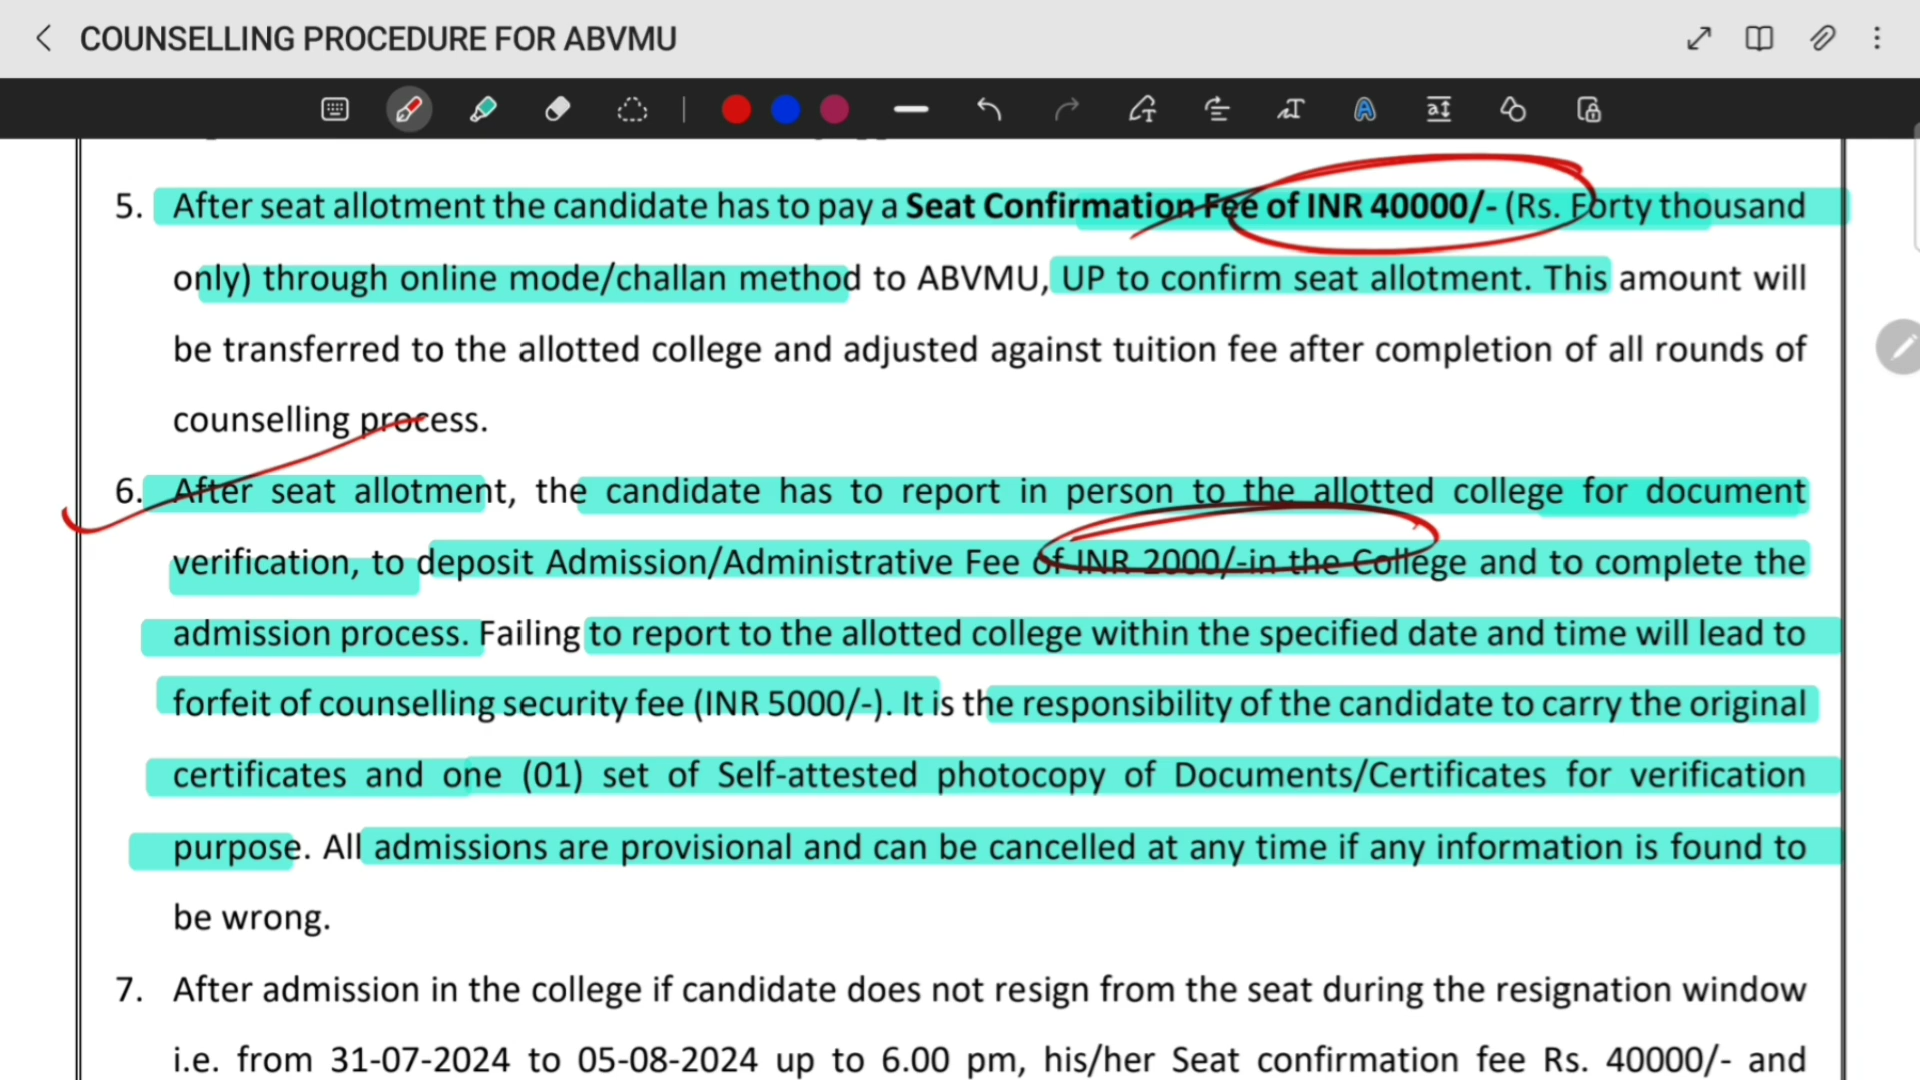 COUNSELLING PROCEDURE FOR ABVMU
5. After seat allotment the candidate has to pay a Seat Confirmation Fee of INR 40000/- (Rs. Forty thousand
only) through online mode/challan method to ABVMU, UP to confirm seat allotment. This amount will
be transferred to the allotted college and adjusted against tuition fee after completion of all rounds of
counselling process.
6. After seat allotment, the candidate has to report in person to the allotted college for document
verification, to deposit Admission/Administrative Fee of INR 2000/-in the College and to complete the
admission process. Failing to report to the allotted college within the specified date and time will lead to
forfeit of counselling security fee (INR 5000/-). It is the responsibility of the candidate to carry the original
certificates and one (01) set of Self-attested photocopy of Documents/Certificates for verification
purpose. All admissions are provisional and can be cancelled at any time if any information is found to
be wrong.
7. After admission in the college if candidate does not resign from the seat during the resignation window
i.e. from 31-07-2024 to 05-08-2024 up to 6.00 pm, his/her Seat confirmation fee Rs. 40000/- and